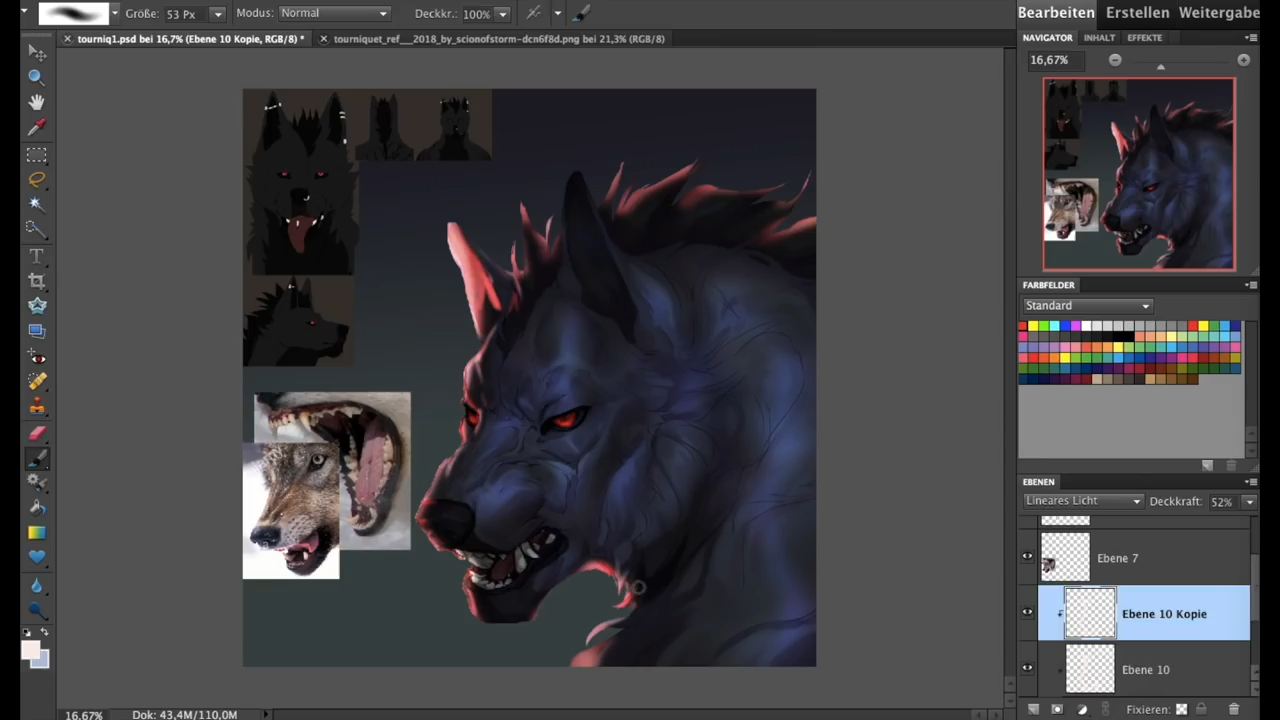 Größe: 53 Px Modus: Normal Deckkr.: 100%
Bearbeiten Erstellen Weitergabe
tourniq1.psd bei 16,7% (Ebene 10 Kopie, RGB/8) *
tourniquet_ref__2018_by_scionofstorm-dcn6f8d.png bei 21,3% (RGB/8)
NAVIGATOR INHALT EFFEKTE
16,67%
FARBFELDER
Standard
EBENEN
Lineares Licht Deckkraft: 52%
Ebene 7
Ebene 10 Kopie
Ebene 10
Fixieren:
16,67% Dok: 43,4M/110,0M